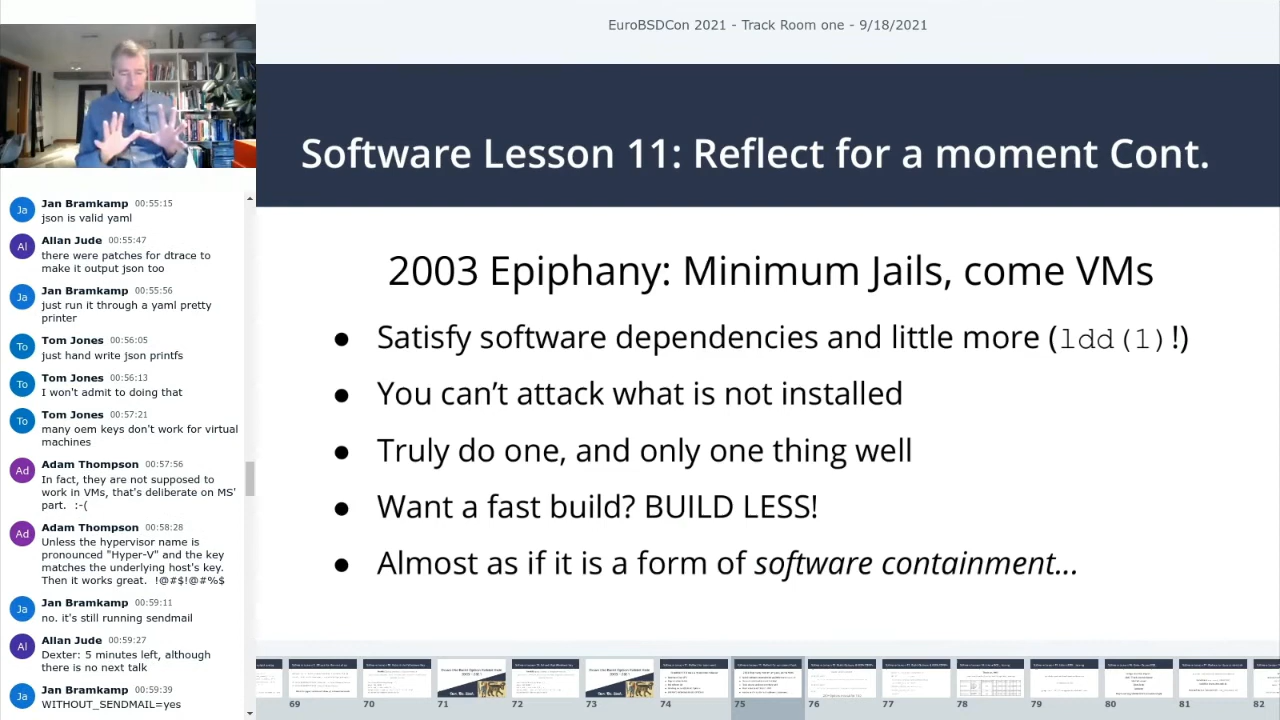 EuroBSDCon 2021 - Track Room one - 9/18/2021
Software Lesson 11: Reflect for a moment Cont.
2003 Epiphany: Minimum Jails, come VMs
● Satisfy software dependencies and little more (ldd(1)!)
● You can’t attack what is not installed
● Truly do one, and only one thing well
● Want a fast build? BUILD LESS!
● Almost as if it is a form of software containment...
Ja Jan Bramkamp 00:55:15
json is valid yaml
Al Allan Jude 00:55:47
there were patches for dtrace to
make it output json too
Ja Jan Bramkamp 00:55:56
just run it through a yaml pretty
printer
To Tom Jones 00:56:05
just hand write json printfs
To Tom Jones 00:56:13
I won't admit to doing that
To Tom Jones 00:57:21
many oem keys don't work for virtual
machines
Ad Adam Thompson 00:57:56
In fact, they are not supposed to
work in VMs, that's deliberate on MS'
part. :-(
Ad Adam Thompson 00:58:28
Unless the hypervisor name is
pronounced "Hyper-V" and the key
matches the underlying host's key.
Then it works great. !@#$!@#%$
Ja Jan Bramkamp 00:59:11
no. it's still running sendmail
Al Allan Jude 00:59:27
Dexter: 5 minutes left, although
there is no next talk
Ja Jan Bramkamp 00:59:39
WITHOUT_SENDMAIL=yes
69 70 71 72 73 74 75 76 77 78 79 80 81 82